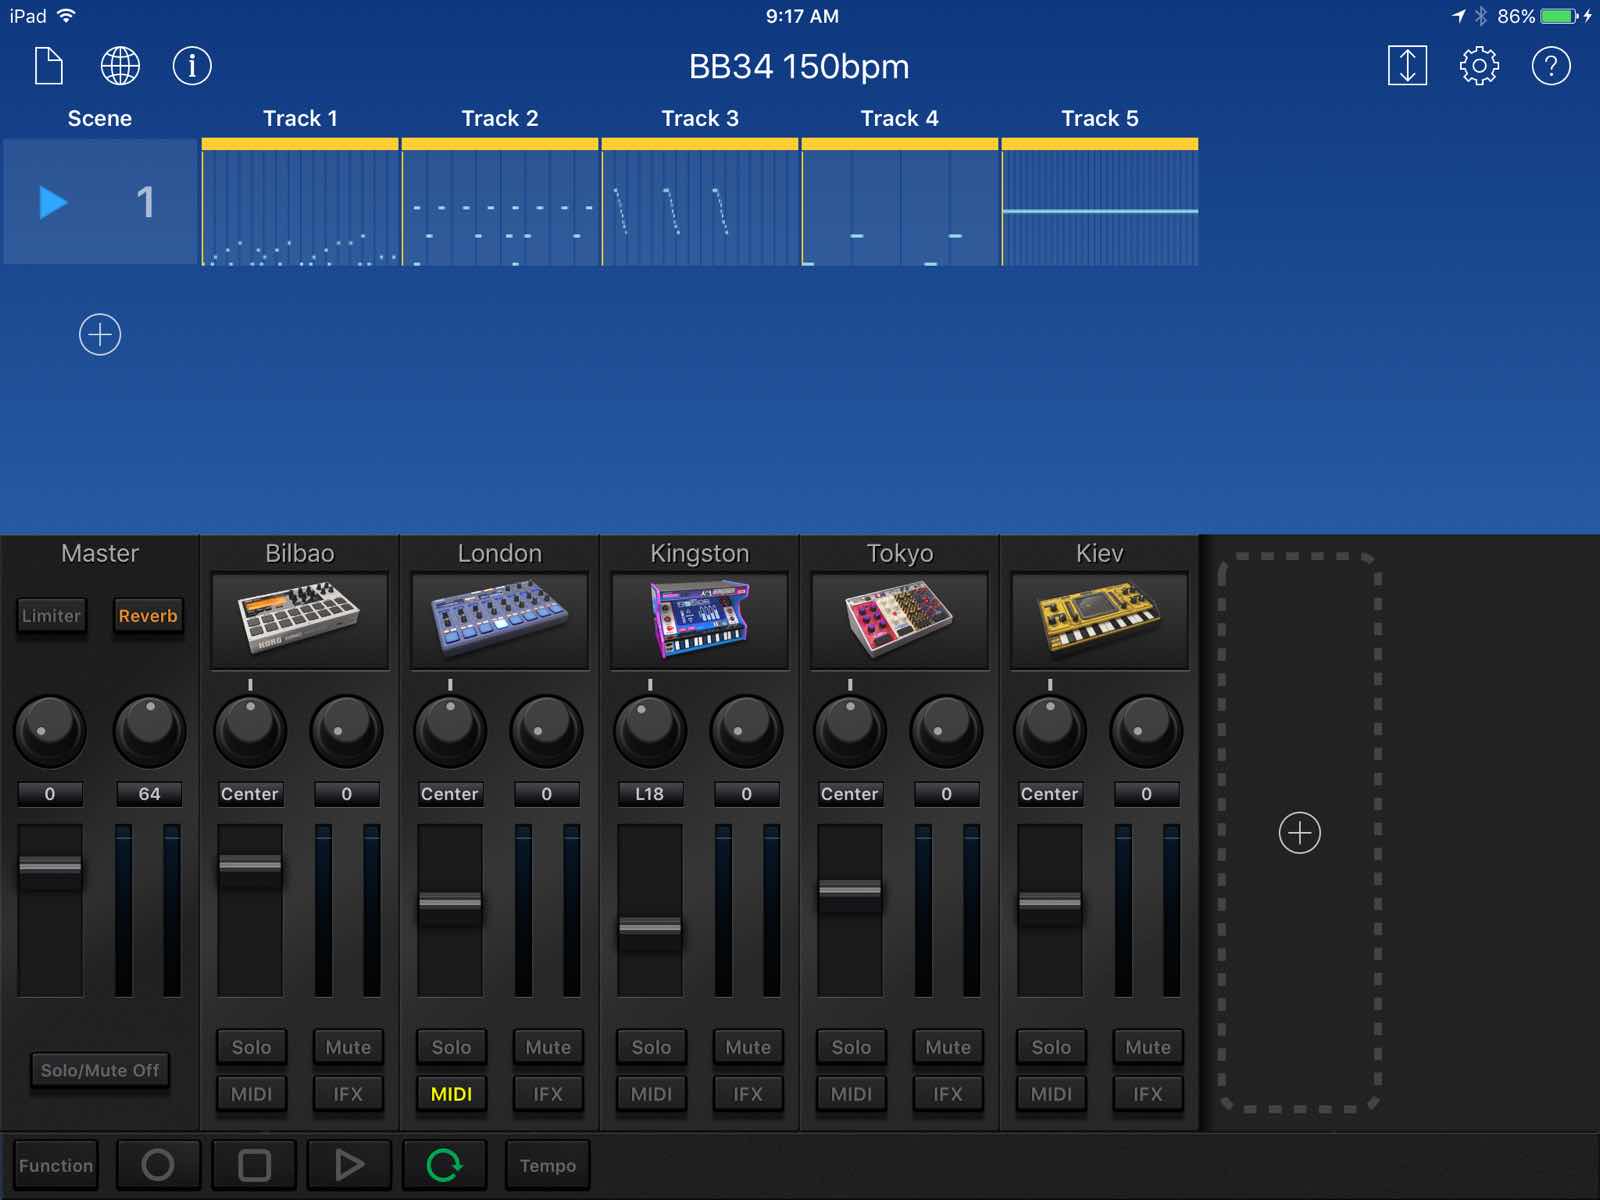 iPad 9:17 AM 86%
BB34 150bpm
Scene Track 1 Track 2 Track 3 Track 4 Track 5
1
Master Bilbao London Kingston Tokyo Kiev
Limiter Reverb
KORG
0 64 Center 0 Center 0 L18 0 Center 0 Center 0
Solo Mute Solo Mute Solo Mute Solo Mute Solo Mute
Solo/Mute Off
MIDI IFX MIDI IFX MIDI IFX MIDI IFX MIDI IFX
Function Tempo